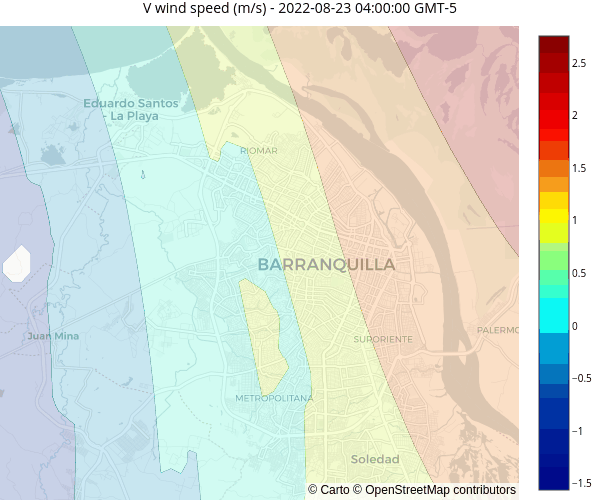 V wind speed (m/s) - 2022-08-23 04:00:00 GMT-5
Eduardo Santos
- La Playa
RIOMAR
BARRANQUILLA
Juan Mina
SURORIENTE
PALERMO
METROPOLITANA
Soledad
© Carto © OpenStreetMap contributors
2.5
2
1.5
1
0.5
0
−0.5
−1
−1.5